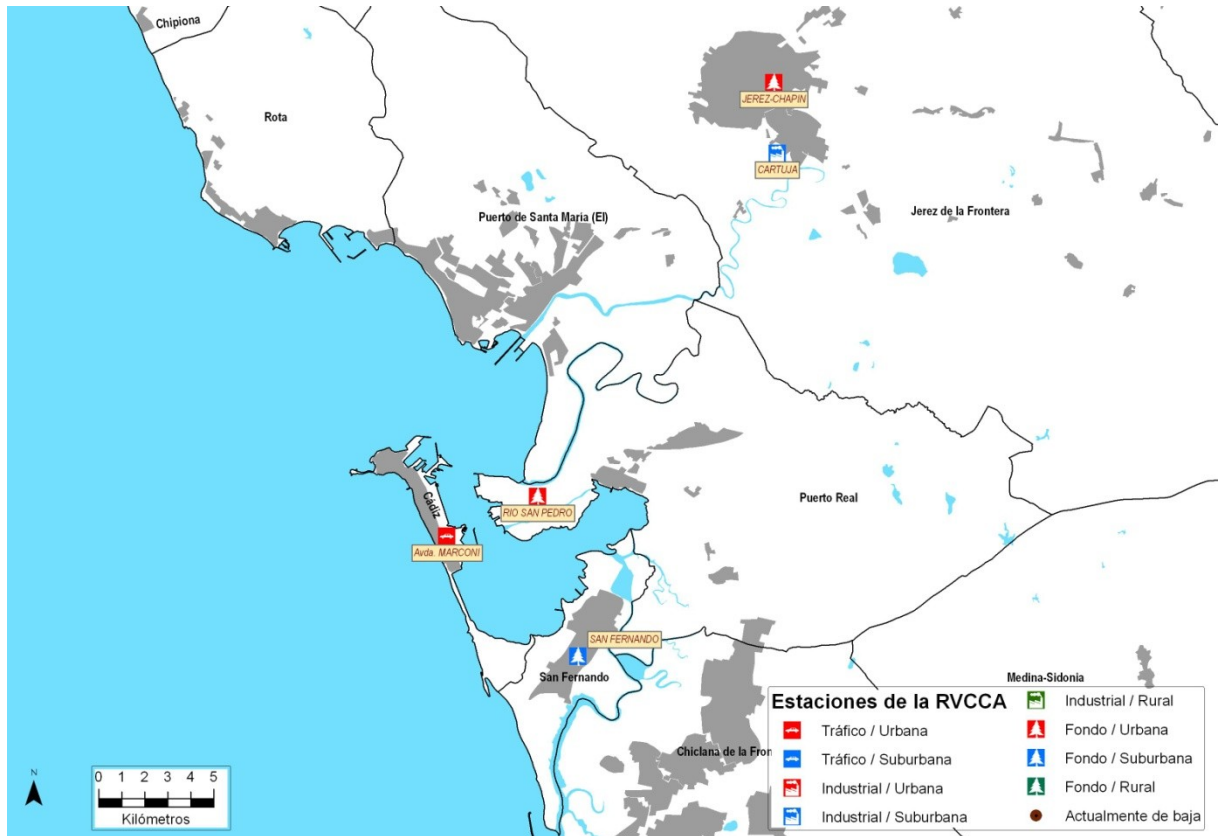 Chipiona
Rota
JEREZ-CHAPIN
CARTUJA
Puerto de Santa Maria (El)
Jerez de la Frontera
Cádiz
RIO SAN PEDRO
Puerto Real
Avda. MARCONI
SAN FERNANDO
San Fernando
Medina-Sidonia
Chiclana de la Fron
Estaciones de la RVCCA
Tráfico / Urbana
Tráfico / Suburbana
Industrial / Urbana
Industrial / Suburbana
Industrial / Rural
Fondo / Urbana
Fondo / Suburbana
Fondo / Rural
Actualmente de baja
N
0 1 2 3 4 5
Kilómetros